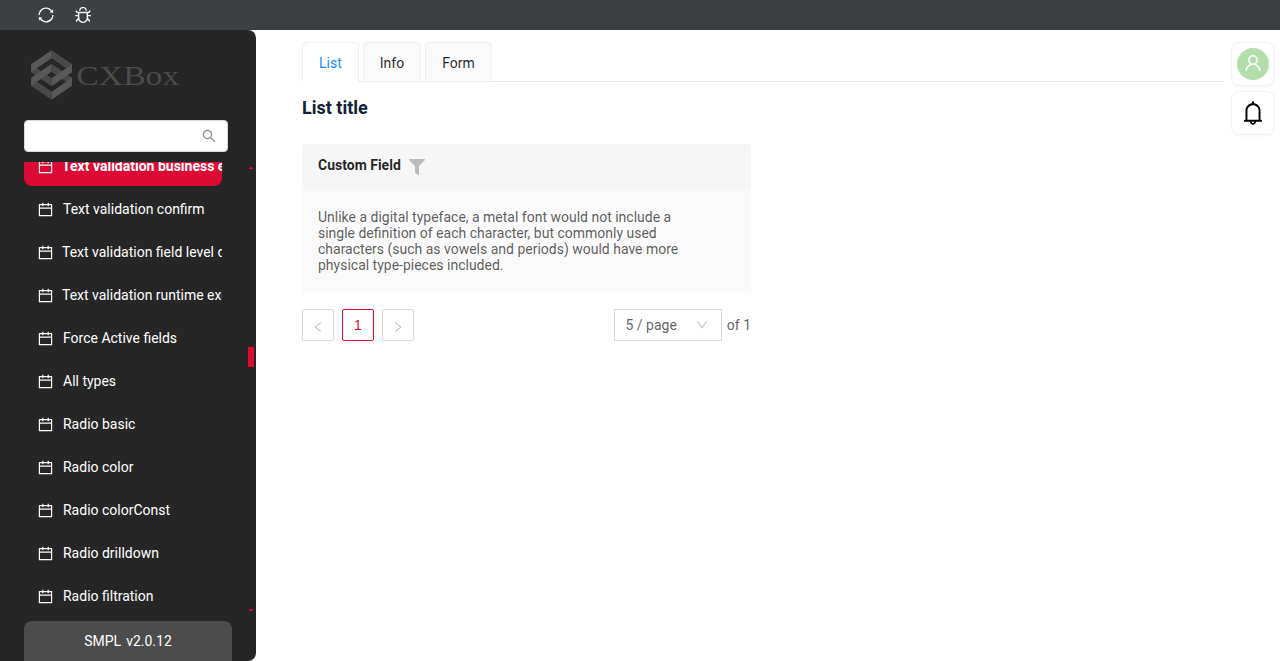 CXBox
Text validation business e
Text validation confirm
Text validation field level c
Text validation runtime ex
Force Active fields
All types
Radio basic
Radio color
Radio colorConst
Radio drilldown
Radio filtration
SMPL v2.0.12
List
Info
Form
List title
Custom Field
Unlike a digital typeface, a metal font would not include a
single definition of each character, but commonly used
characters (such as vowels and periods) would have more
physical type-pieces included.
1
5 / page
of 1